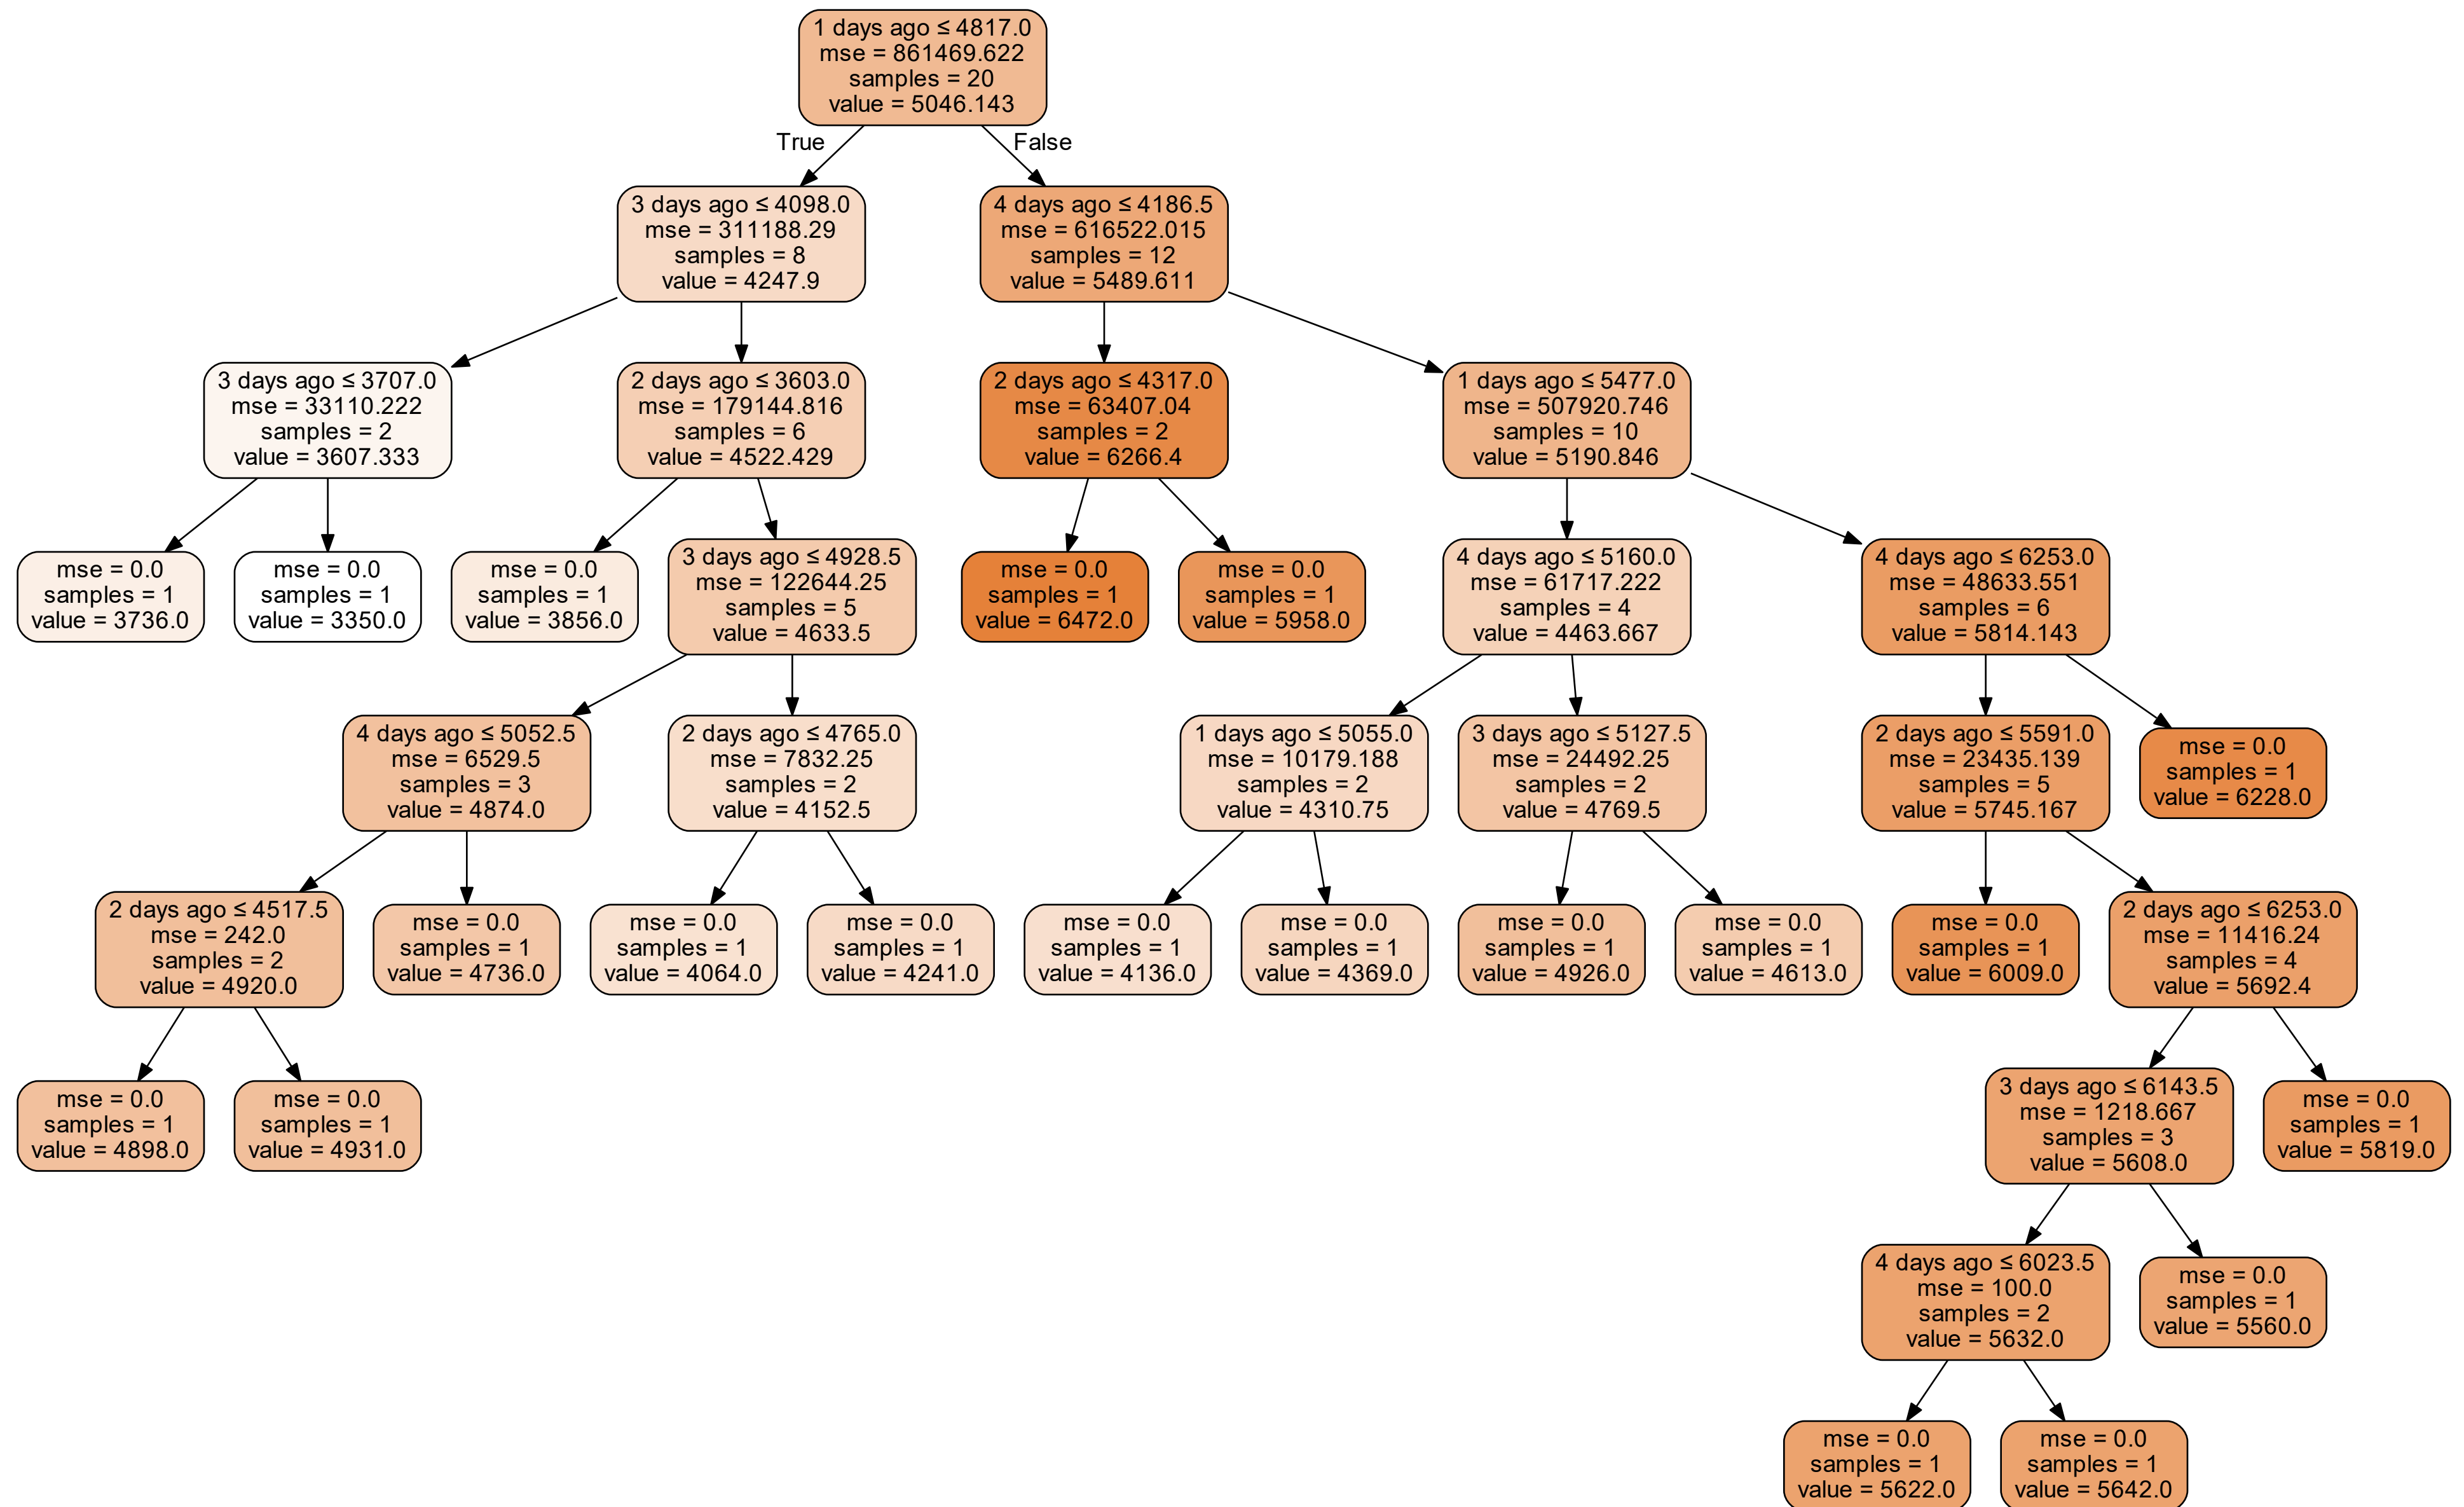 1 days ago ≤ 4817.0
mse = 861469.622
samples = 20
value = 5046.143
True
False
3 days ago ≤ 4098.0
mse = 311188.29
samples = 8
value = 4247.9
4 days ago ≤ 4186.5
mse = 616522.015
samples = 12
value = 5489.611
3 days ago ≤ 3707.0
mse = 33110.222
samples = 2
value = 3607.333
2 days ago ≤ 3603.0
mse = 179144.816
samples = 6
value = 4522.429
2 days ago ≤ 4317.0
mse = 63407.04
samples = 2
value = 6266.4
1 days ago ≤ 5477.0
mse = 507920.746
samples = 10
value = 5190.846
mse = 0.0
samples = 1
value = 3736.0
mse = 0.0
samples = 1
value = 3350.0
mse = 0.0
samples = 1
value = 3856.0
3 days ago ≤ 4928.5
mse = 122644.25
samples = 5
value = 4633.5
mse = 0.0
samples = 1
value = 6472.0
mse = 0.0
samples = 1
value = 5958.0
4 days ago ≤ 5160.0
mse = 61717.222
samples = 4
value = 4463.667
4 days ago ≤ 6253.0
mse = 48633.551
samples = 6
value = 5814.143
4 days ago ≤ 5052.5
mse = 6529.5
samples = 3
value = 4874.0
2 days ago ≤ 4765.0
mse = 7832.25
samples = 2
value = 4152.5
1 days ago ≤ 5055.0
mse = 10179.188
samples = 2
value = 4310.75
3 days ago ≤ 5127.5
mse = 24492.25
samples = 2
value = 4769.5
2 days ago ≤ 5591.0
mse = 23435.139
samples = 5
value = 5745.167
mse = 0.0
samples = 1
value = 6228.0
2 days ago ≤ 4517.5
mse = 242.0
samples = 2
value = 4920.0
mse = 0.0
samples = 1
value = 4736.0
mse = 0.0
samples = 1
value = 4064.0
mse = 0.0
samples = 1
value = 4241.0
mse = 0.0
samples = 1
value = 4136.0
mse = 0.0
samples = 1
value = 4369.0
mse = 0.0
samples = 1
value = 4926.0
mse = 0.0
samples = 1
value = 4613.0
mse = 0.0
samples = 1
value = 6009.0
2 days ago ≤ 6253.0
mse = 11416.24
samples = 4
value = 5692.4
mse = 0.0
samples = 1
value = 4898.0
mse = 0.0
samples = 1
value = 4931.0
3 days ago ≤ 6143.5
mse = 1218.667
samples = 3
value = 5608.0
mse = 0.0
samples = 1
value = 5819.0
4 days ago ≤ 6023.5
mse = 100.0
samples = 2
value = 5632.0
mse = 0.0
samples = 1
value = 5560.0
mse = 0.0
samples = 1
value = 5622.0
mse = 0.0
samples = 1
value = 5642.0